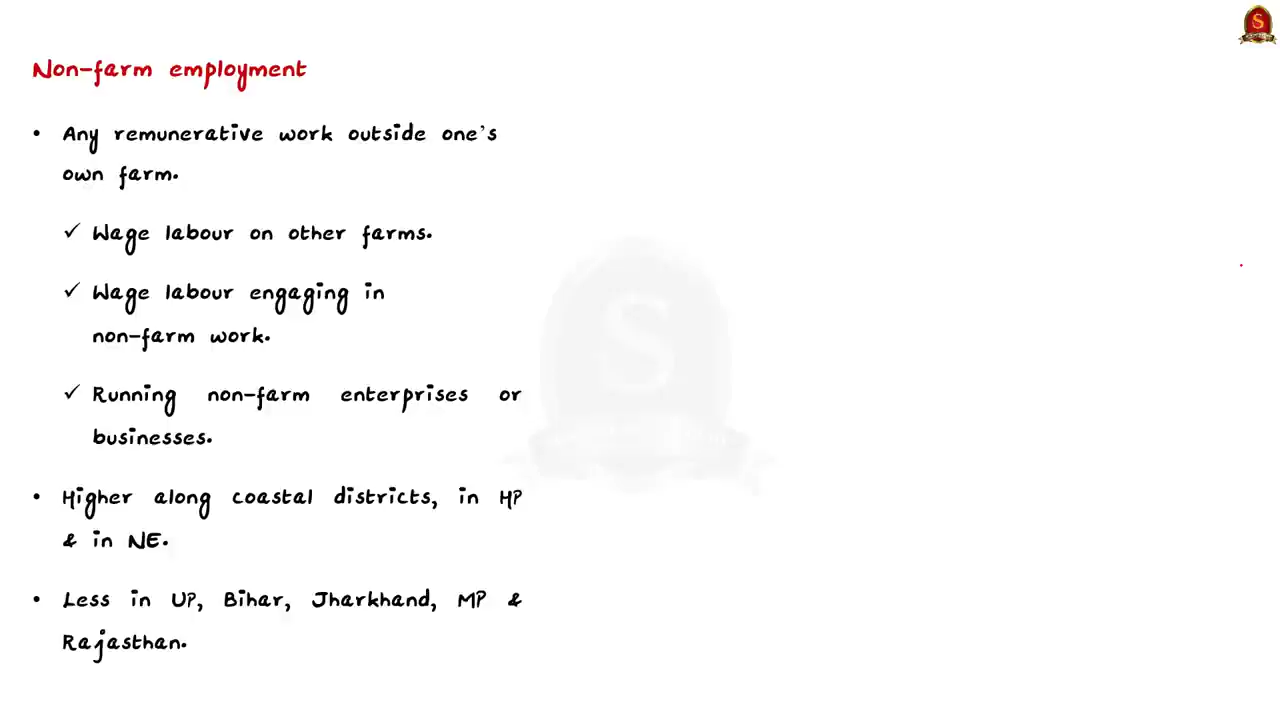 Non-farm employment
• Any remunerative work outside one's
own farm.
✓ Wage labour on other farms.
✓ Wage labour engaging in
non-farm work.
✓ Running non-farm enterprises or
businesses.
• Higher along coastal districts, in HP
& in NE.
• Less in UP, Bihar, Jharkhand, MP &
Rajasthan.
S
S